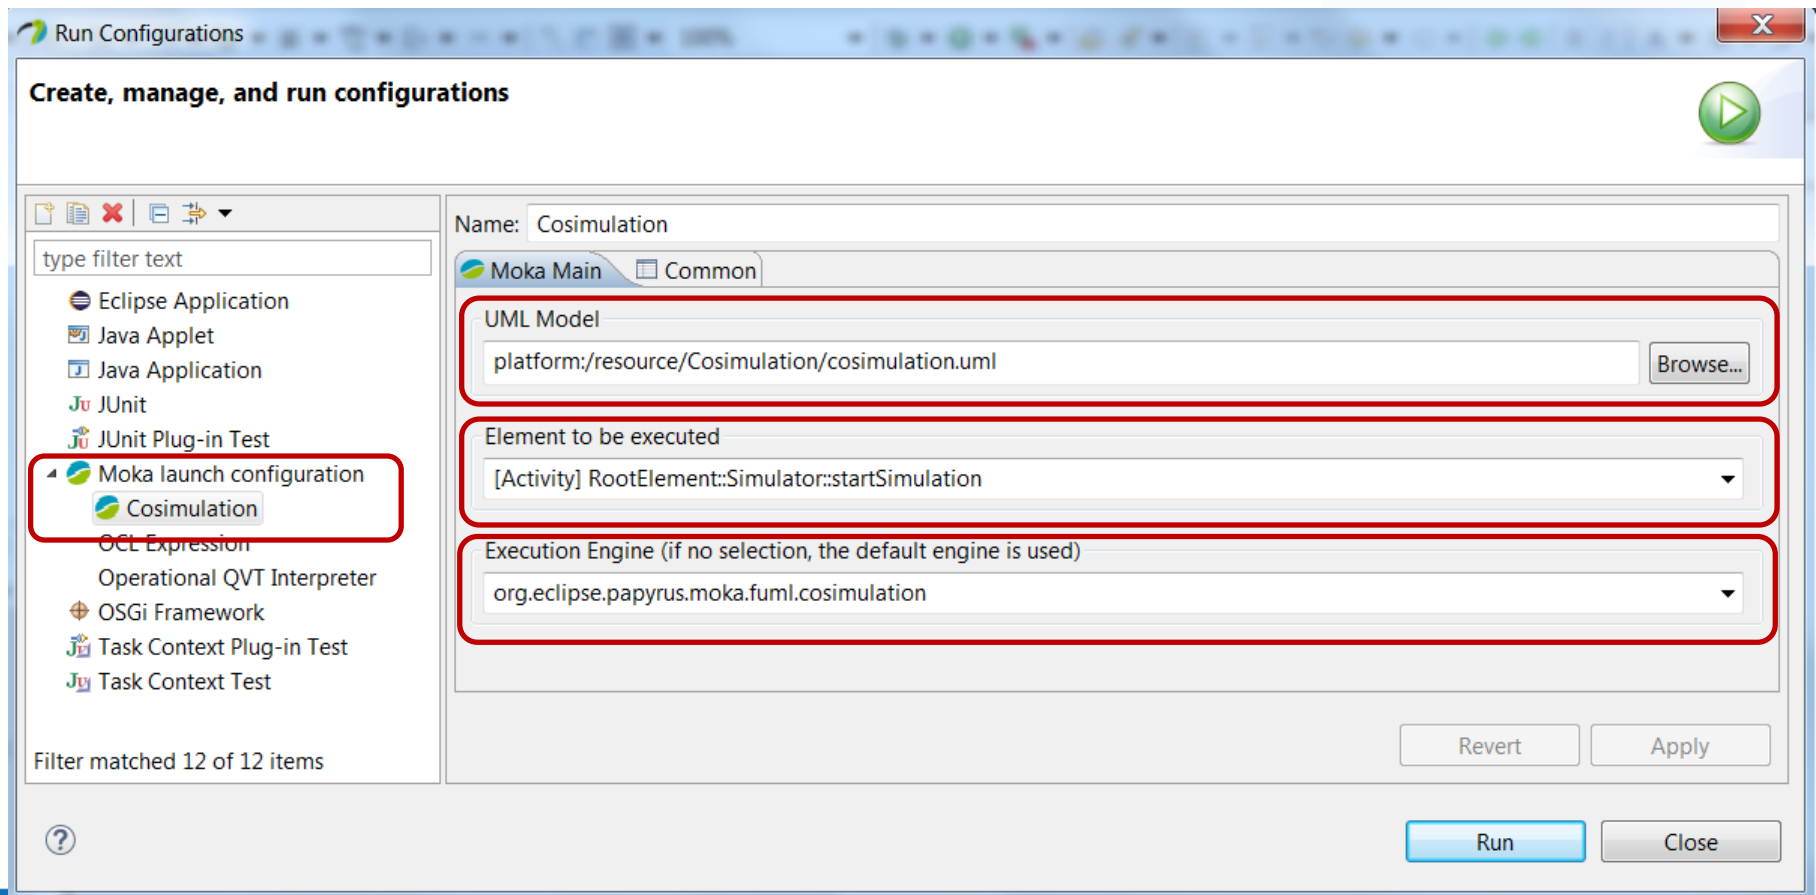 Run Configurations
100%
Create, manage, and run configurations
type filter text
Eclipse Application
Java Applet
Java Application
JUnit
JUnit Plug-in Test
Moka launch configuration
Cosimulation
OCL Expression
Operational QVT Interpreter
OSGi Framework
Task Context Plug-in Test
Task Context Test
Filter matched 12 of 12 items
Name: Cosimulation
Moka Main Common
UML Model
platform:/resource/Cosimulation/cosimulation.uml Browse...
Element to be executed
[Activity] RootElement::Simulator::startSimulation
Execution Engine (if no selection, the default engine is used)
org.eclipse.papyrus.moka.fuml.cosimulation
Revert Apply
Run Close